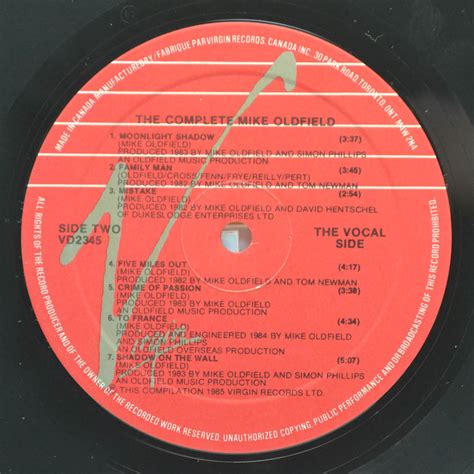 MADE IN CANADA MANUFACTURED BY/FABRIQUE PAR VIRGIN RECORDS, CANADA INC. 30 PARK ROAD, TORONTO, ONT. M4W 2N4
THE COMPLETE MIKE OLDFIELD
1. MOONLIGHT SHADOW (3:37)
(MIKE OLDFIELD)
PRODUCED 1983 BY MIKE OLDFIELD AND SIMON PHILLIPS
AN OLDFIELD MUSIC PRODUCTION
2. FAMILY MAN (3:45)
(OLDFIELD/CROSS/FENN/FRYE/REILLY/PERT)
PRODUCED 1982 BY MIKE OLDFIELD AND TOM NEWMAN
3. MISTAKE (2:54)
(MIKE OLDFIELD)
PRODUCED 1982 BY MIKE OLDFIELD AND DAVID HENTSCHEL
OF DUKESLODGE ENTERPRISES LTD
SIDE TWO
VD2345
THE VOCAL
SIDE
4. FIVE MILES OUT (4:17)
(MIKE OLDFIELD)
PRODUCED 1982 BY MIKE OLDFIELD AND TOM NEWMAN
5. CRIME OF PASSION (3:38)
(MIKE OLDFIELD)
PRODUCED 1983 BY MIKE OLDFIELD
AN OLDFIELD MUSIC PRODUCTION
6. TO FRANCE (4:34)
(MIKE OLDFIELD)
PRODUCED AND ENGINEERED 1984 BY MIKE OLDFIELD
AND SIMON PHILLIPS
AN OLDFIELD OVERSEAS PRODUCTION
7. SHADOW ON THE WALL (5:07)
(MIKE OLDFIELD)
PRODUCED 1983 BY MIKE OLDFIELD AND SIMON PHILLIPS
AN OLDFIELD MUSIC PRODUCTION
THIS COMPILATION 1985 VIRGIN RECORDS LTD.
ALL RIGHTS OF THE RECORD PRODUCER AND OF THE OWNER OF THE RECORDED WORK RESERVED. UNAUTHORIZED COPYING, PUBLIC PERFORMANCE AND/OR BROADCASTING OF THIS RECORD PROHIBITED.